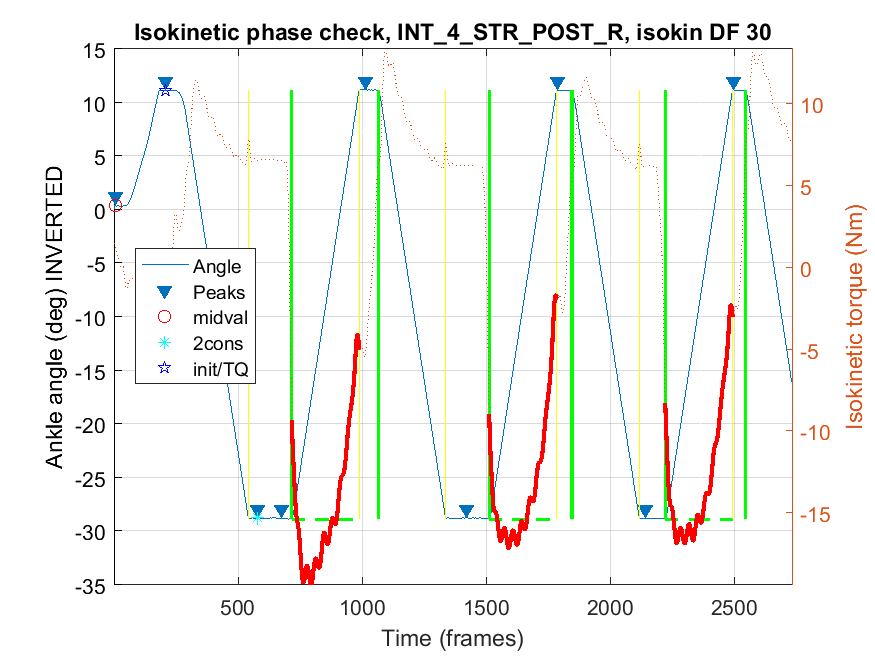 Isokinetic phase check, INT_4_STR_POST_R, isokin DF 30
Ankle angle (deg) INVERTED
15
10
5
0
-5
-10
-15
-20
-25
-30
-35
Angle
Peaks
midval
2cons
init/TQ
10
5
0
-5
-10
-15
Isokinetic torque (Nm)
500
1000
1500
2000
2500
Time (frames)